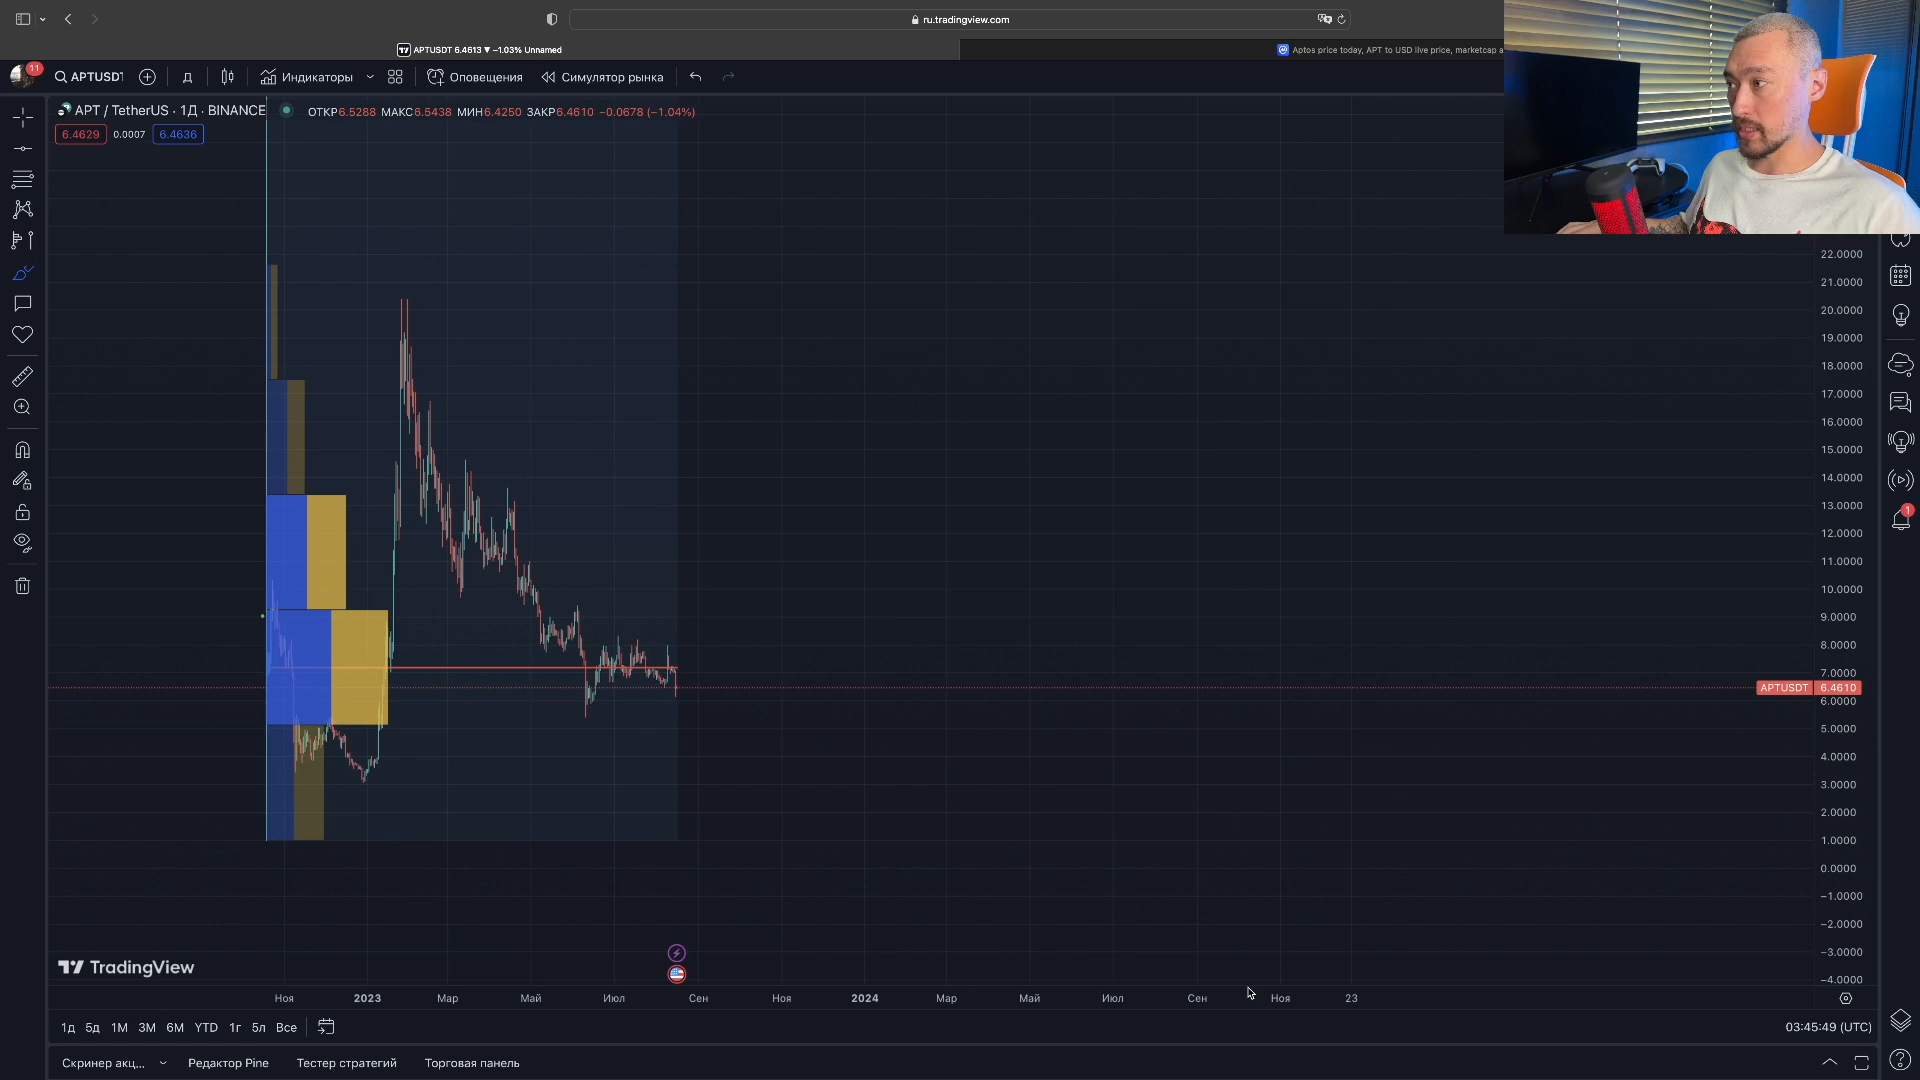 ru.tradingview.com
APTUSDT 6.4613 ▼ −1.03% Unnamed
Aptos price today, APT to USD live price, marketcap a
11
APTUSDT
Д
Индикаторы
Оповещения
Симулятор рынка
APT / TetherUS · 1Д · BINANCE
ОТКР6.5288 МАКС6.5438 МИН6.4250 ЗАКР6.4610 −0.0678 (−1.04%)
6.4629
0.0007
6.4636
22.0000
21.0000
20.0000
19.0000
18.0000
17.0000
16.0000
15.0000
14.0000
13.0000
12.0000
11.0000
10.0000
9.0000
8.0000
7.0000
APTUSDT
6.4610
6.0000
5.0000
4.0000
3.0000
2.0000
1.0000
0.0000
−1.0000
−2.0000
−3.0000
−4.0000
1
TradingView
Ноя
2023
Мар
Май
Июл
Сен
Ноя
2024
Мар
Май
Июл
Сен
Ноя
23
1д
5д
1М
3М
6М
YTD
1г
5л
Все
03:45:49 (UTC)
Скринер акц...
Редактор Pine
Тестер стратегий
Торговая панель